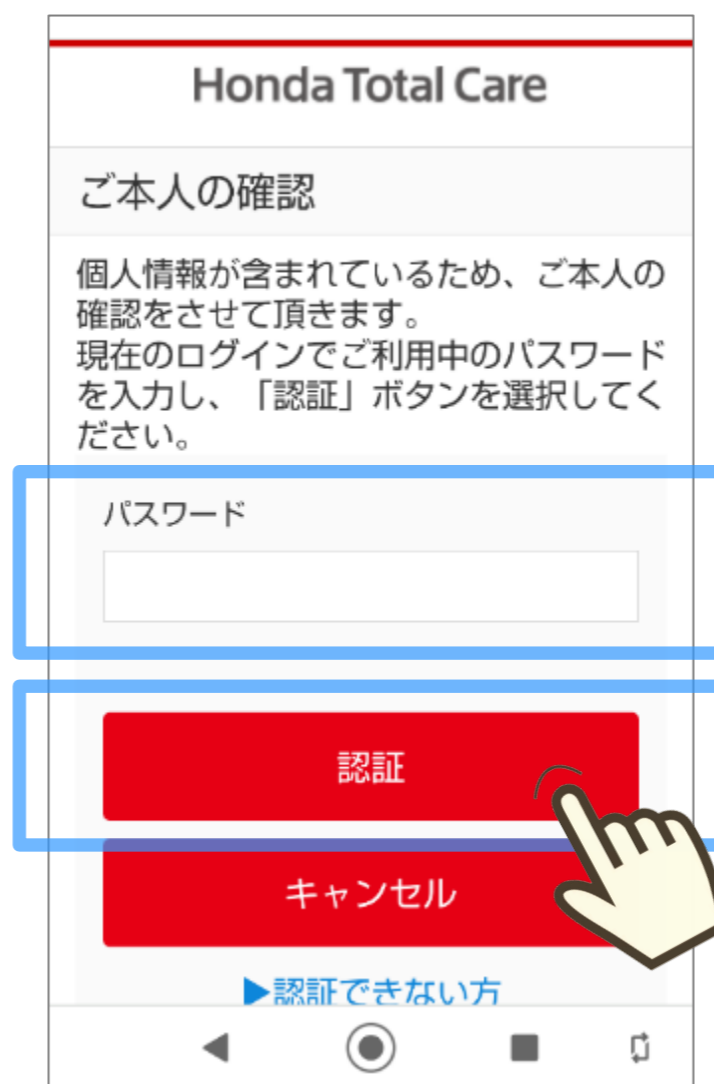 Honda Total Care
ご本人の確認
個人情報が含まれているため、ご本人の
確認をさせて頂きます。
現在のログインでご利用中のパスワード
を入力し、「認証」ボタンを選択してく
ださい。
パスワード
認証
キャンセル
▶認証できない方